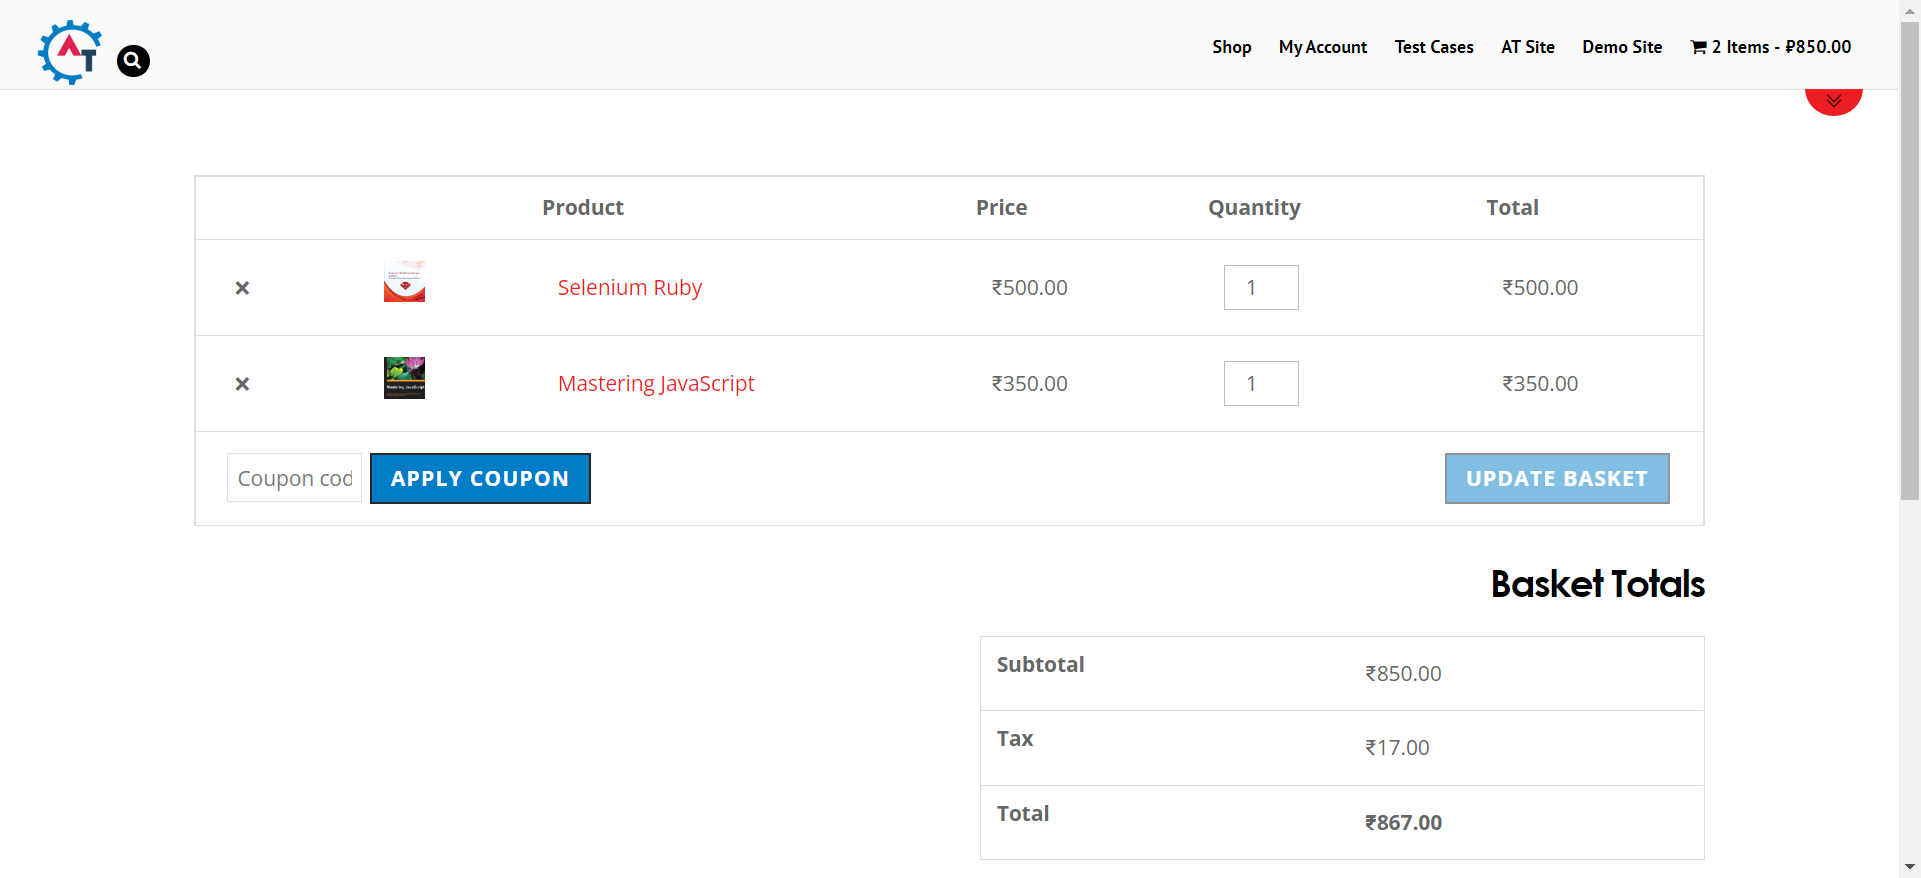 AT
Shop My Account Test Cases AT Site Demo Site 2 Items - ₽850.00
Product Price Quantity Total
× Selenium Ruby ₹500.00 1 ₹500.00
Mastering JavaScript
× Mastering JavaScript ₹350.00 1 ₹350.00
Coupon cod APPLY COUPON UPDATE BASKET
Basket Totals
Subtotal ₹850.00
Tax ₹17.00
Total ₹867.00